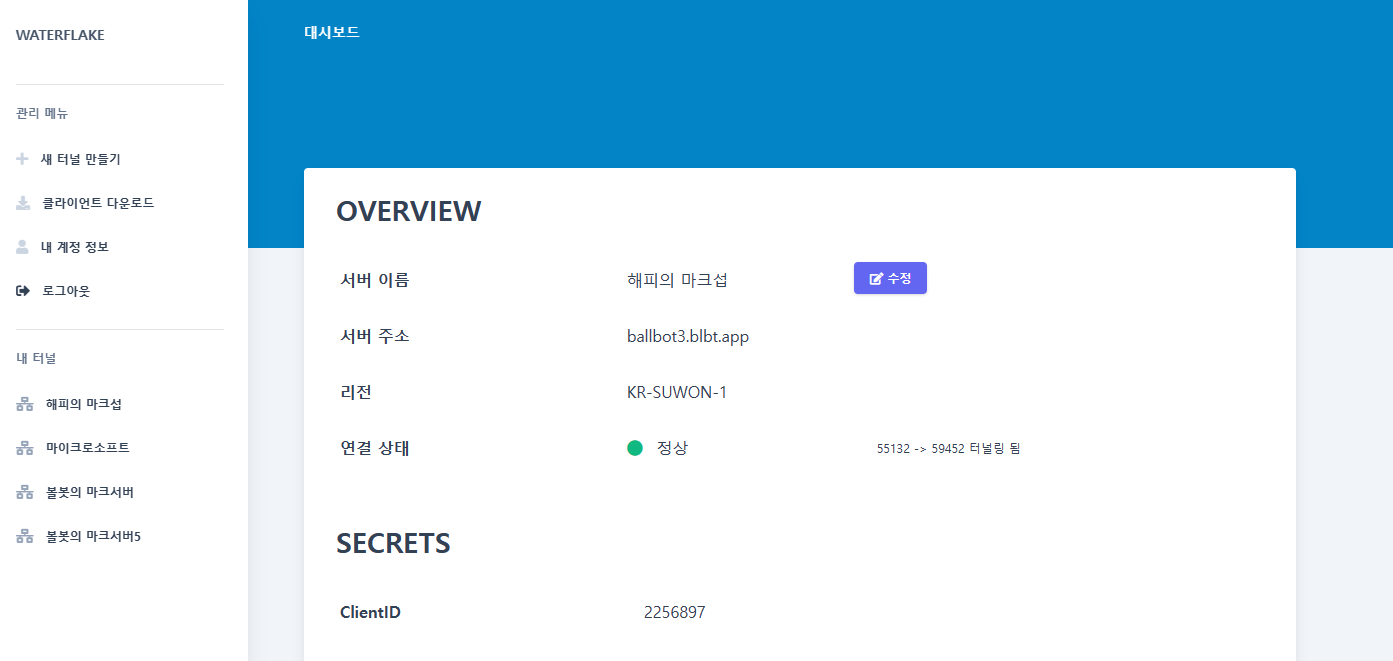 WATERFLAKE
관리 메뉴
새 터널 만들기
클라이언트 다운로드
내 계정 정보
로그아웃
내 터널
해피의 마크섭
마이크로소프트
볼봇의 마크서버
볼봇의 마크서버5
대시보드
OVERVIEW
서버 이름 해피의 마크섭 수정
서버 주소 ballbot3.blbt.app
리전 KR-SUWON-1
연결 상태 정상 55132 -> 59452 터널링 됨
SECRETS
ClientID 2256897